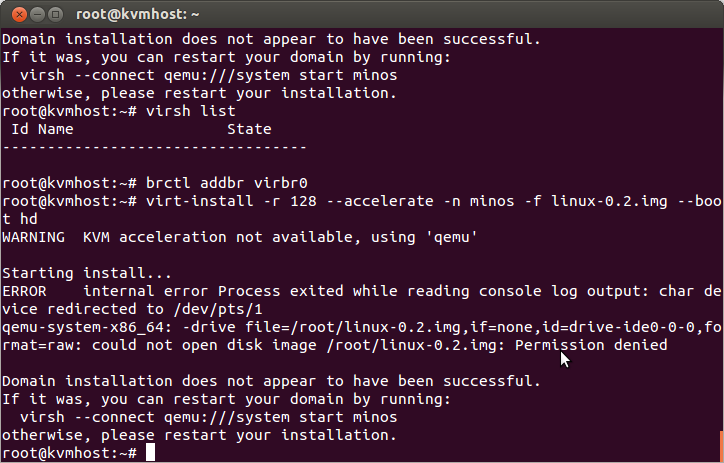 root@kvmhost: ~
Domain installation does not appear to have been successful.
If it was, you can restart your domain by running:
  virsh --connect qemu:///system start minos
otherwise, please restart your installation.
root@kvmhost:~# virsh list
 Id Name                 State
----------------------------------

root@kvmhost:~# brctl addbr virbr0
root@kvmhost:~# virt-install -r 128 --accelerate -n minos -f linux-0.2.img --boo
t hd
WARNING  KVM acceleration not available, using 'qemu'

Starting install...
ERROR    internal error Process exited while reading console log output: char de
vice redirected to /dev/pts/1
qemu-system-x86_64: -drive file=/root/linux-0.2.img,if=none,id=drive-ide0-0-0,fo
rmat=raw: could not open disk image /root/linux-0.2.img: Permission denied

Domain installation does not appear to have been successful.
If it was, you can restart your domain by running:
  virsh --connect qemu:///system start minos
otherwise, please restart your installation.
root@kvmhost:~#